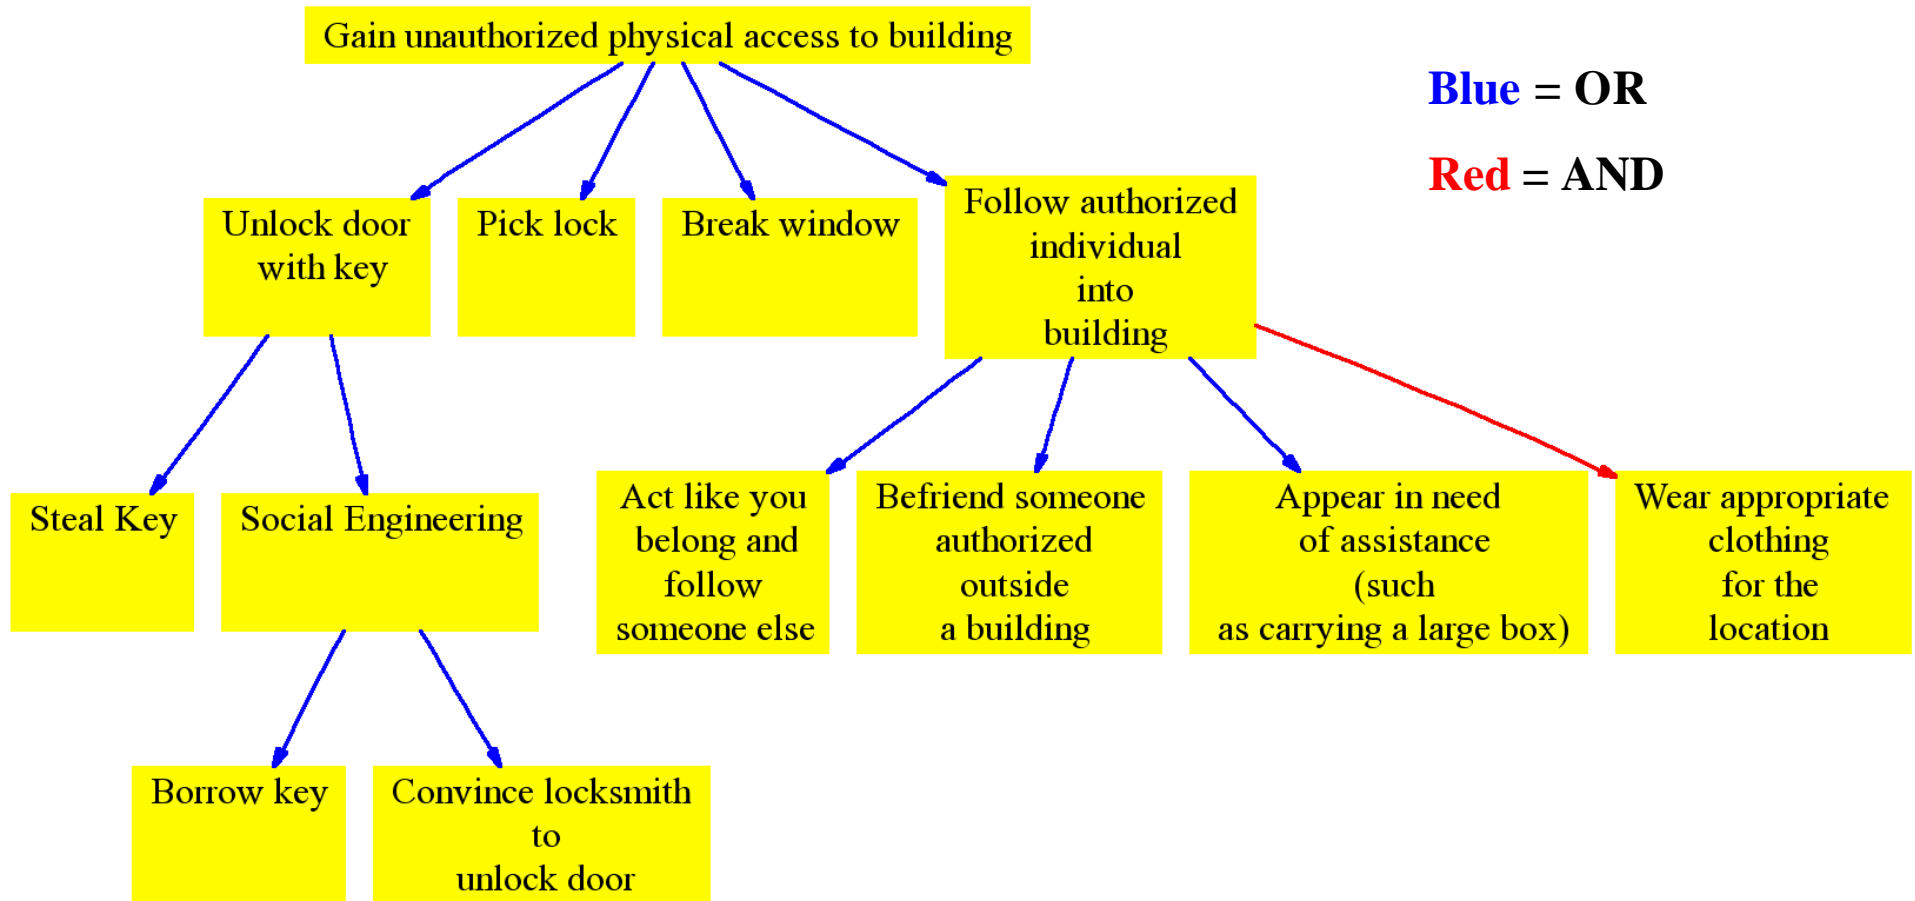 Gain unauthorized physical access to building
Blue = OR
Red = AND
Unlock door
with key
Pick lock
Break window
Follow authorized
individual
into
building
Steal Key
Social Engineering
Act like you
belong and
follow
someone else
Befriend someone
authorized
outside
a building
Appear in need
of assistance
(such
as carrying a large box)
Wear appropriate
clothing
for the
location
Borrow key
Convince locksmith
to
unlock door